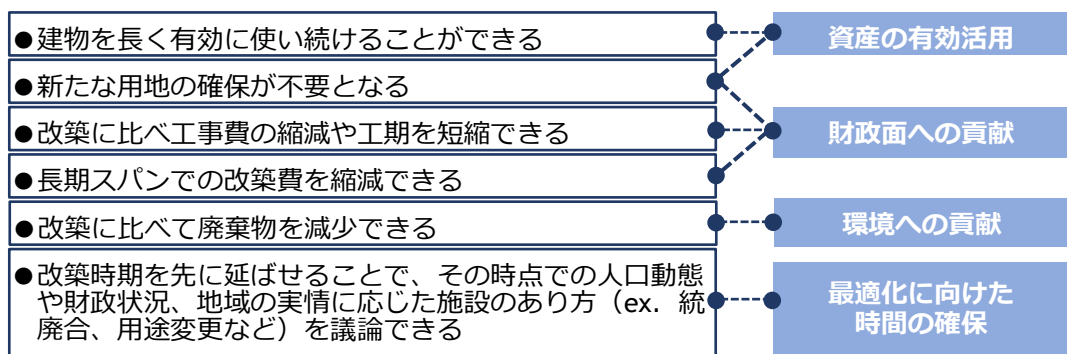 ●建物を長く有効に使い続けることができる
資産の有効活用
●新たな用地の確保が不要となる
●改築に比べ工事費の縮減や工期を短縮できる
財政面への貢献
●長期スパンでの改築費を縮減できる
●改築に比べて廃棄物を減少できる
環境への貢献
●改築時期を先に延ばせることで、その時点での人口動態
や財政状況、地域の実情に応じた施設のあり方（ex. 統
廃合、用途変更など）を議論できる
最適化に向けた
時間の確保